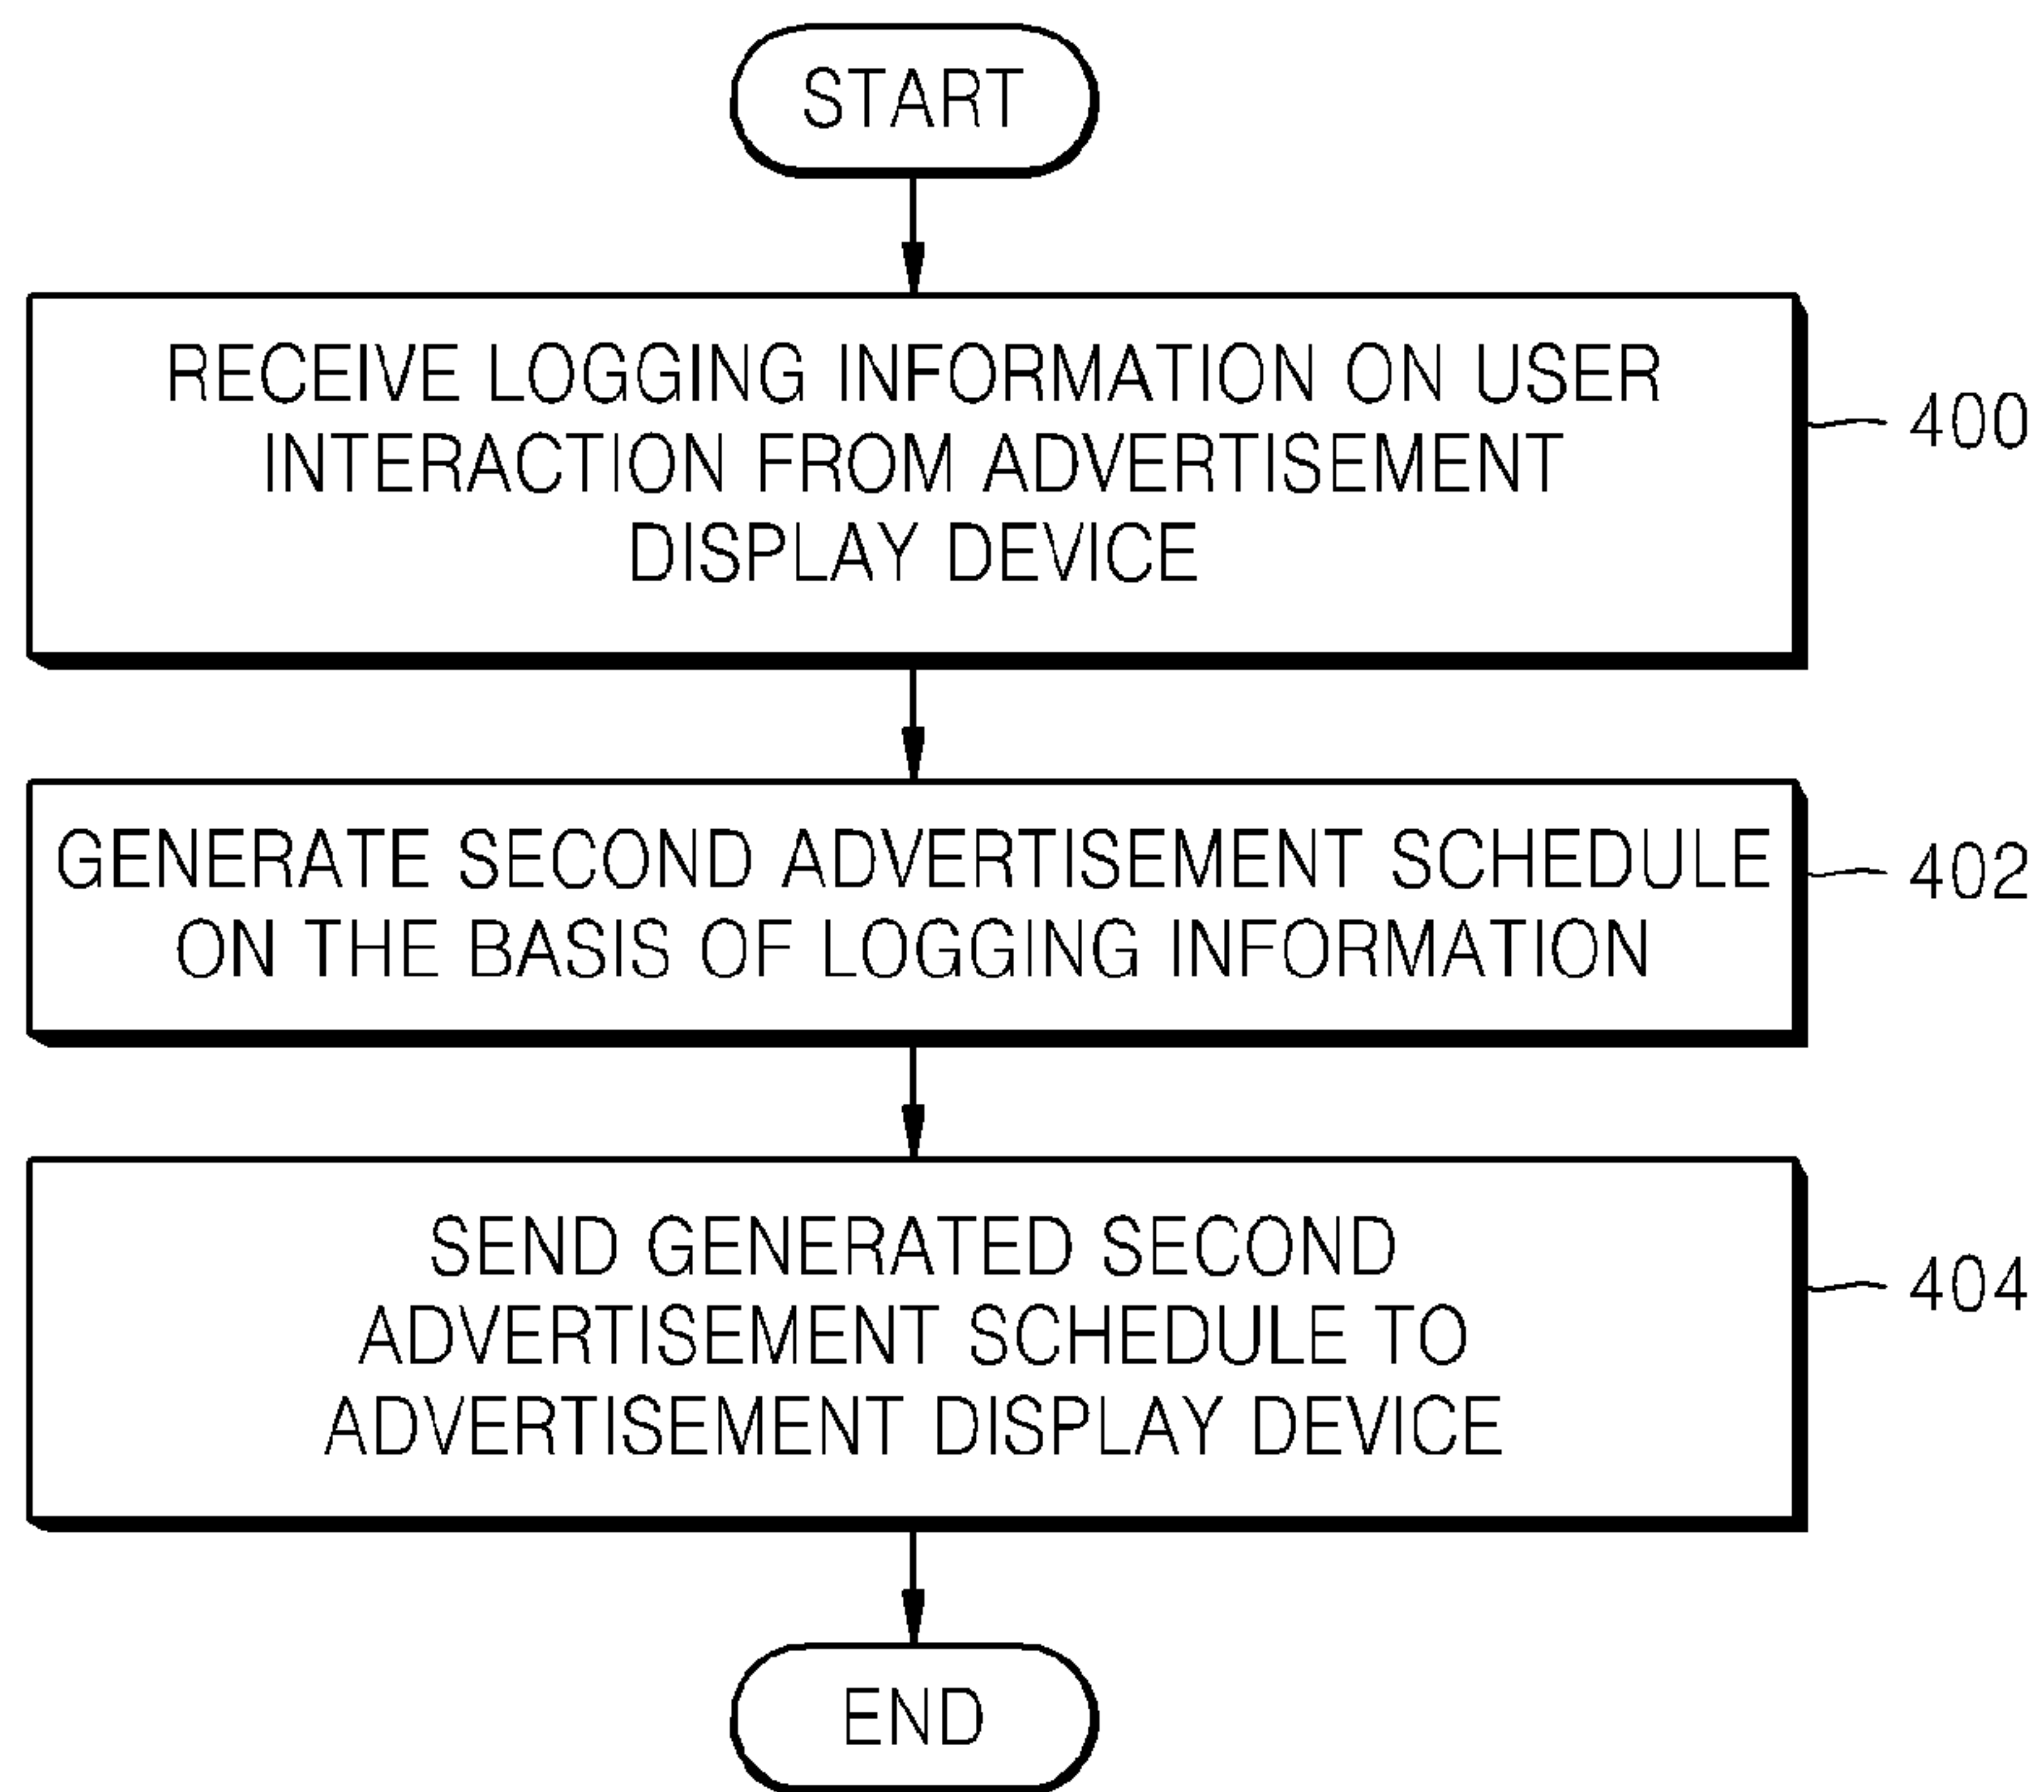 START
RECEIVE LOGGING INFORMATION ON USER
INTERACTION FROM ADVERTISEMENT
DISPLAY DEVICE
400
GENERATE SECOND ADVERTISEMENT SCHEDULE
ON THE BASIS OF LOGGING INFORMATION
402
SEND GENERATED SECOND
ADVERTISEMENT SCHEDULE TO
ADVERTISEMENT DISPLAY DEVICE
404
END